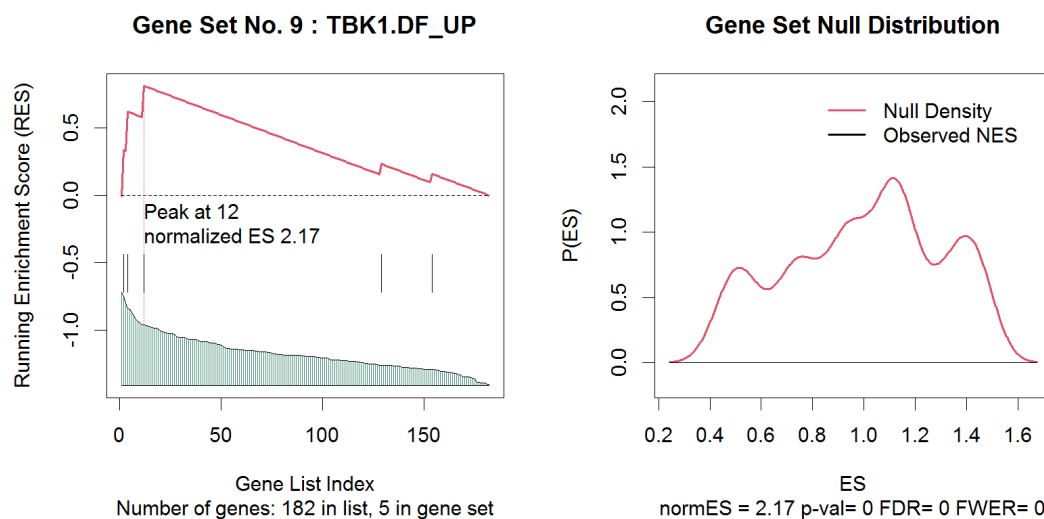 Gene Set No. 9 : TBK1.DF_UP
Running Enrichment Score (RES)
0.5
0.0
-0.5
-1.0
Peak at 12
normalized ES 2.17
0 50 100 150
Gene List Index
Number of genes: 182 in list, 5 in gene set
Gene Set Null Distribution
P(ES)
2.0
1.5
1.0
0.5
0.0
Null Density
Observed NES
0.2 0.4 0.6 0.8 1.0 1.2 1.4 1.6
ES
normES = 2.17 p-val= 0 FDR= 0 FWER= 0